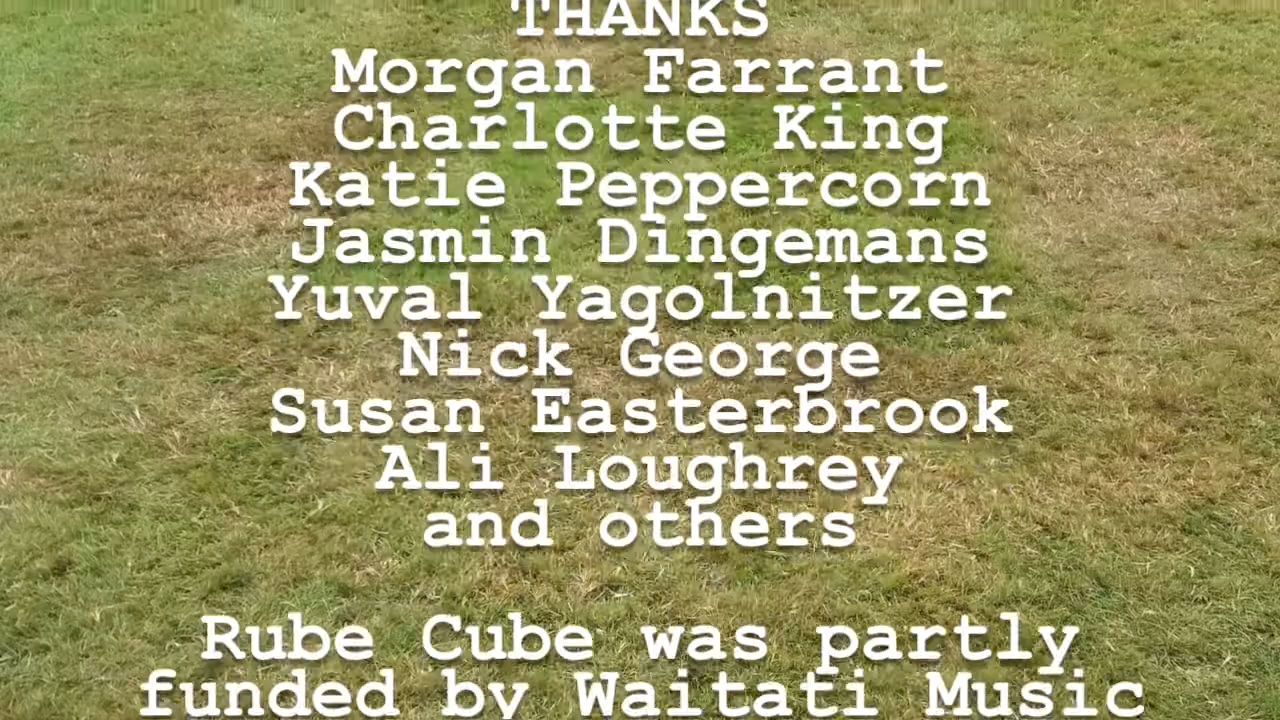 THANKS
Morgan Farrant
Charlotte King
Katie Peppercorn
Jasmin Dingemans
Yuval Yagolnitzer
Nick George
Susan Easterbrook
Ali Loughrey
and others
Rube Cube was partly
funded by Waitati Music